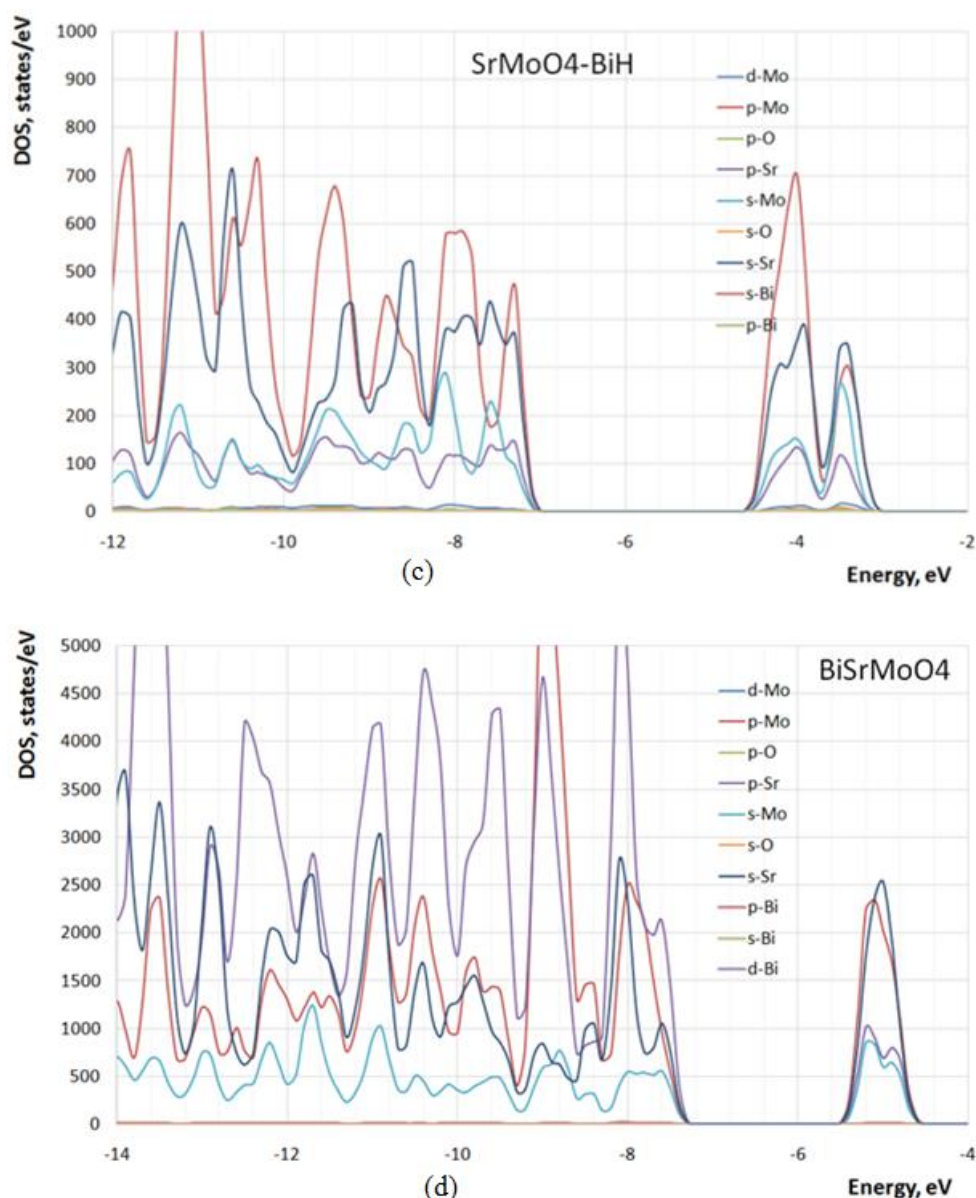 DOS, states/eV
1000
900
800
700
600
500
400
300
200
100
0
SrMoO4-BiH
d-Mo
p-Mo
p-O
p-Sr
s-Mo
s-O
s-Sr
s-Bi
p-Bi
-12
-10
-8
-6
-4
-2
(c)
Energy, eV
DOS, states/eV
5000
4500
4000
3500
3000
2500
2000
1500
1000
500
0
BiSrMoO4
d-Mo
p-Mo
p-O
p-Sr
s-Mo
s-O
s-Sr
p-Bi
s-Bi
d-Bi
-14
-12
-10
-8
-6
-4
(d)
Energy, eV